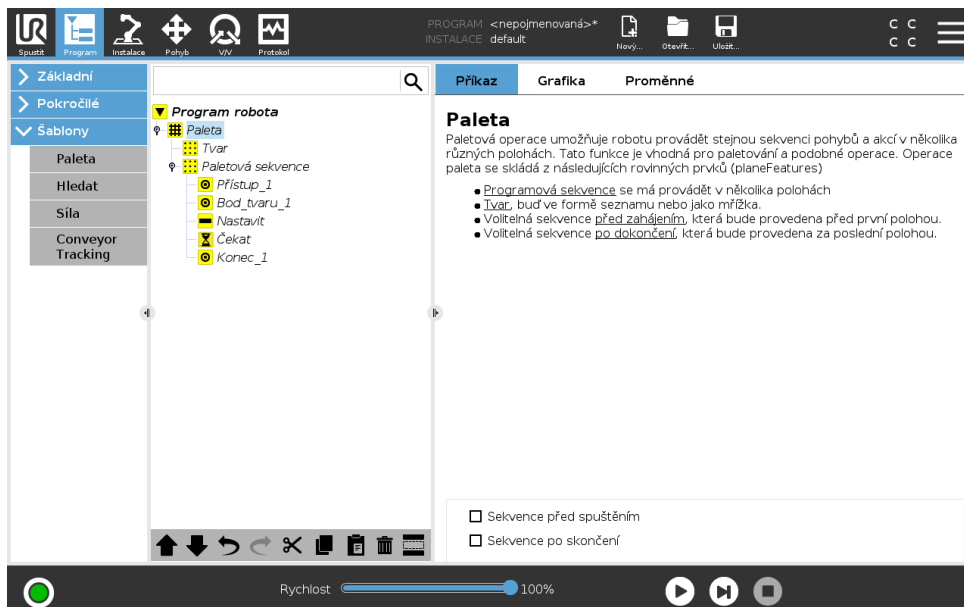 UR
Spustit
Program
Instalace
Pohyb
V/V
Protokol
PROGRAM <nepojmenovaná>*
INSTALACE default
Nový...
Otevřít...
Uložit...
C C
C C
Základní
Pokročilé
Šablony
Paleta
Hledat
Síla
Conveyor
Tracking
Program robota
Paleta
Tvar
Paletová sekvence
Přístup_1
Bod_tvaru_1
Nastavit
Čekat
Konec_1
Příkaz Grafika Proměnné
Paleta
Paletová operace umožňuje robotu provádět stejnou sekvenci pohybů a akcí v několika
různých polohách. Tato funkce je vhodná pro paletování a podobné operace. Operace
paleta se skládá z následujících rovinných prvků (planeFeatures)
Programová sekvence se má provádět v několika polohách
Tvar, buď ve formě seznamu nebo jako mřížka.
Volitelná sekvence před zahájením, která bude provedena před první polohou.
Volitelná sekvence po dokončení, která bude provedena za poslední polohou.
Sekvence před spuštěním
Sekvence po skončení
Rychlost 100%